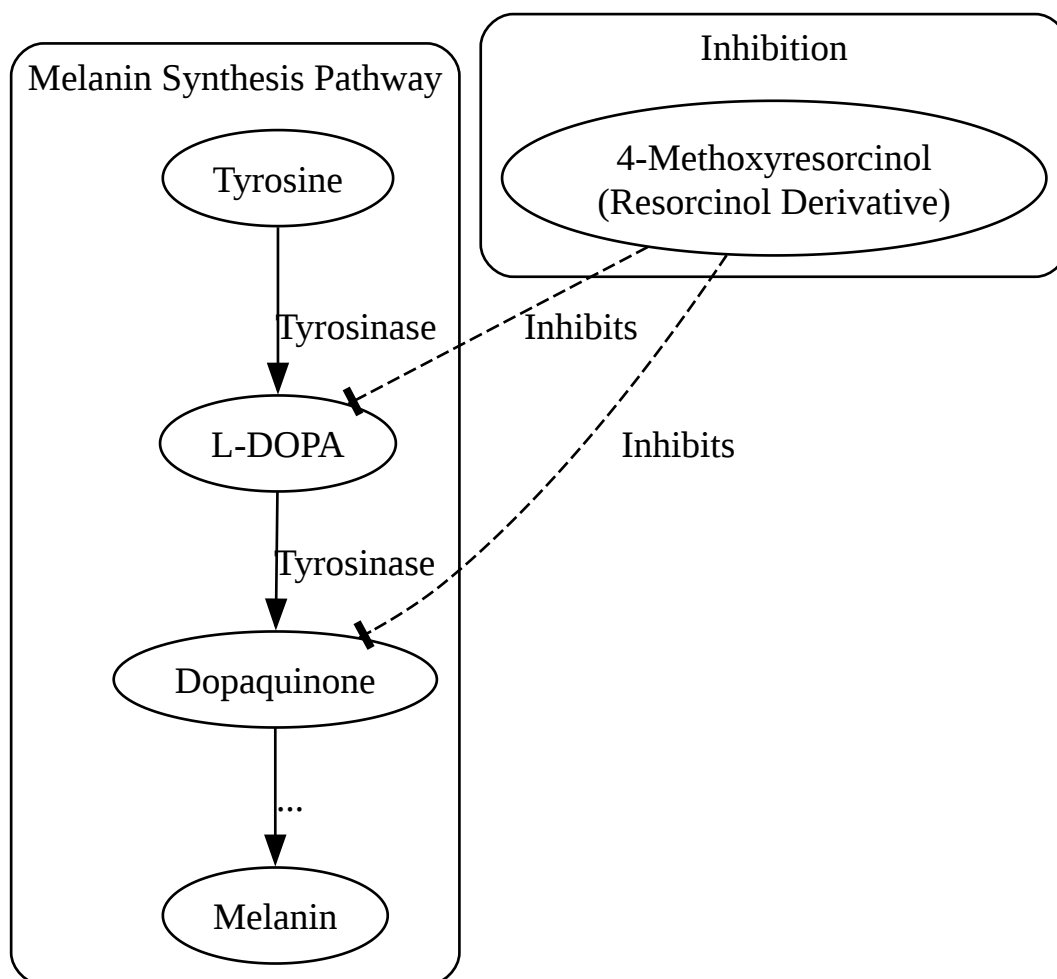 Inhibition
Melanin Synthesis Pathway
4-Methoxyresorcinol
(Resorcinol Derivative)
Tyrosine
Tyrosinase
Inhibits
L-DOPA
Inhibits
Tyrosinase
Dopaquinone
...
Melanin